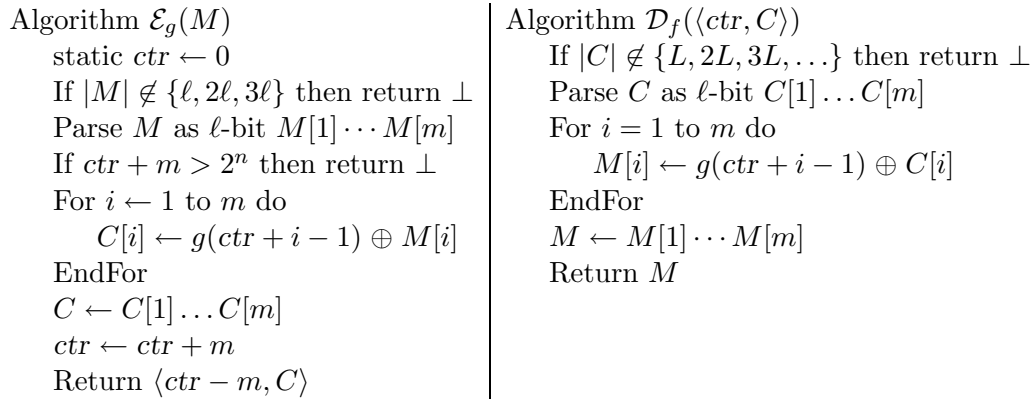 Algorithm 𝓔_g(M)
static ctr ← 0
If |M| ∉ {ℓ, 2ℓ, 3ℓ} then return ⊥
Parse M as ℓ-bit M[1] ⋯ M[m]
If ctr + m > 2^n then return ⊥
For i ← 1 to m do
C[i] ← g(ctr + i − 1) ⊕ M[i]
EndFor
C ← C[1] … C[m]
ctr ← ctr + m
Return ⟨ctr − m, C⟩
Algorithm 𝓓_f(⟨ctr, C⟩)
If |C| ∉ {L, 2L, 3L, …} then return ⊥
Parse C as ℓ-bit C[1] … C[m]
For i = 1 to m do
M[i] ← g(ctr + i − 1) ⊕ C[i]
EndFor
M ← M[1] ⋯ M[m]
Return M